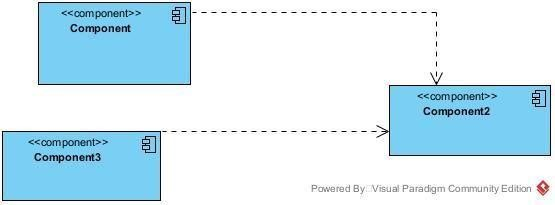 <<component>>
Component
<<component>>
Component2
<<component>>
Component3
Powered By: Visual Paradigm Community Edition